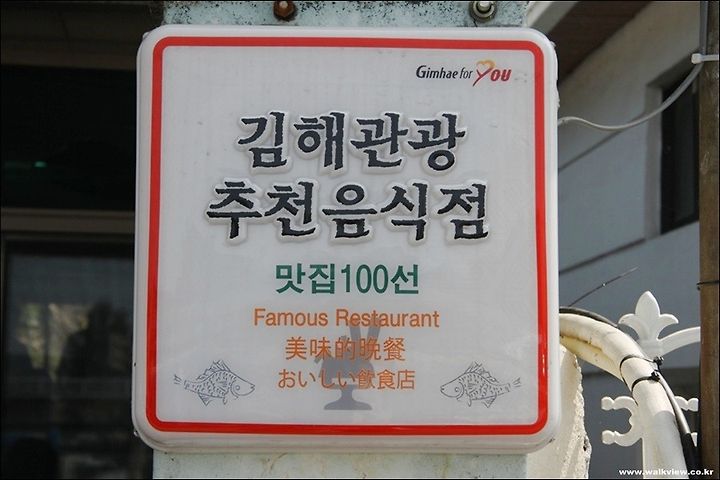 Gimhae for You
김해관광
추천음식점
맛집100선
Famous Restaurant
美味的晩餐
おいしい飲食店
www.walkview.co.kr